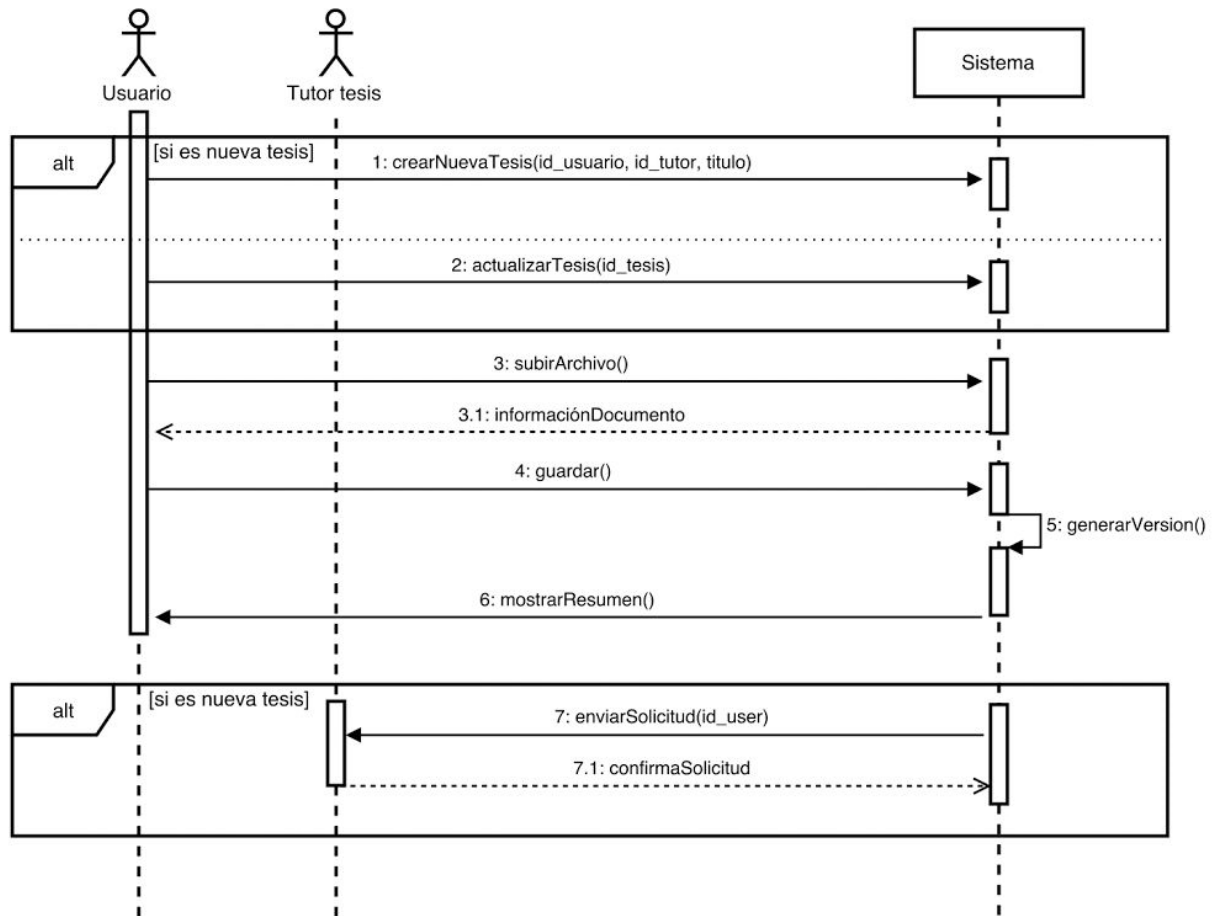 Usuario
Tutor tesis
Sistema
alt
[si es nueva tesis]
1: crearNuevaTesis(id_usuario, id_tutor, titulo)
2: actualizarTesis(id_tesis)
3: subirArchivo()
3.1: informaciónDocumento
4: guardar()
5: generarVersion()
6: mostrarResumen()
alt
[si es nueva tesis]
7: enviarSolicitud(id_user)
7.1: confirmaSolicitud